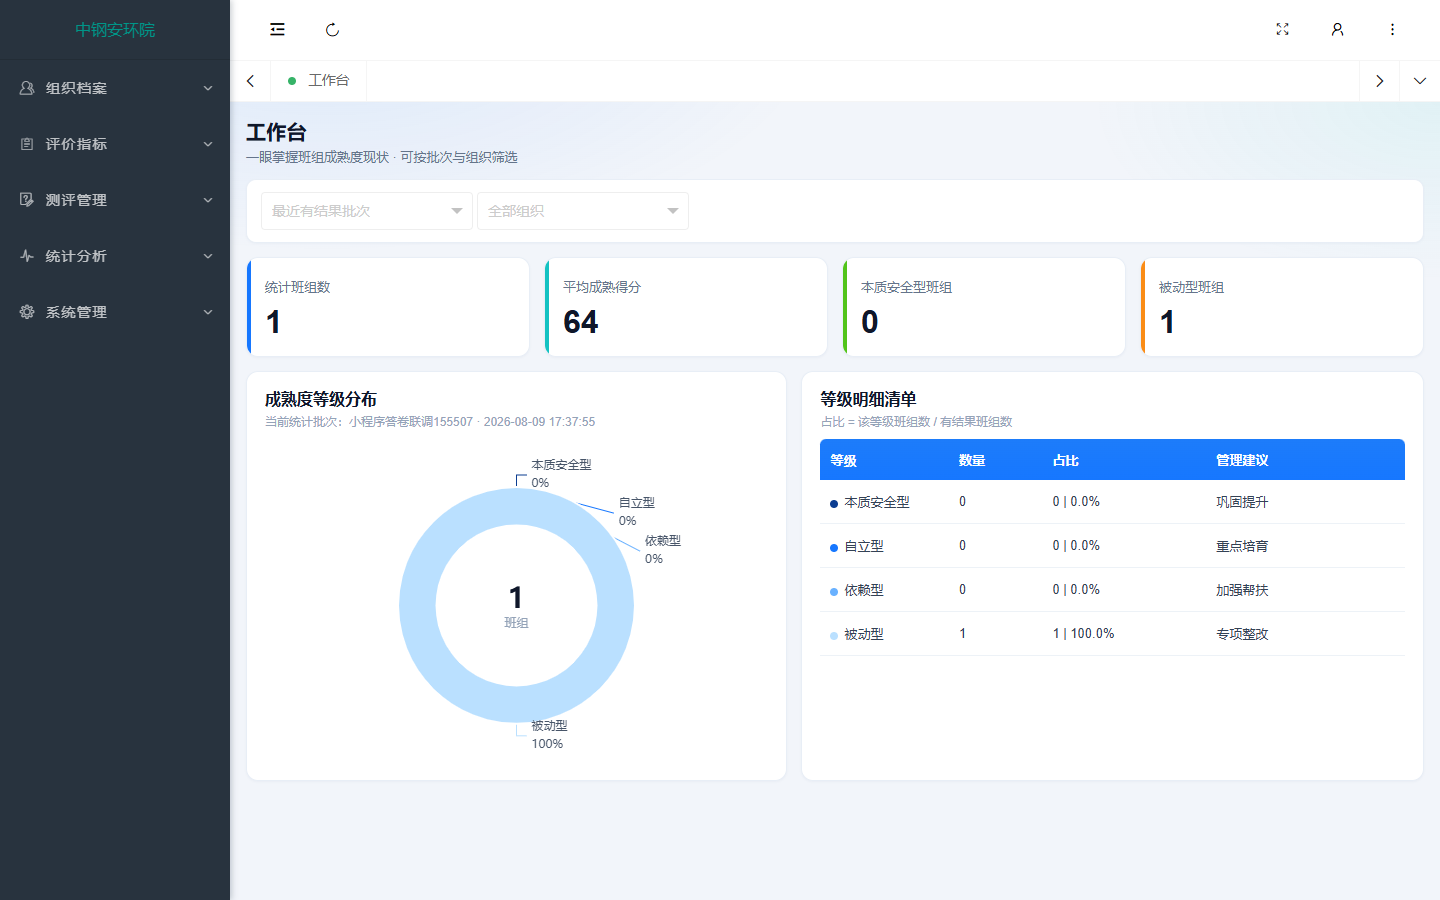 中钢安环院
组织档案
评价指标
测评管理
统计分析
系统管理
工作台
工作台
一眼掌握班组成熟度现状 · 可按批次与组织筛选
最近有结果批次
全部组织
统计班组数
1
平均成熟得分
64
本质安全型班组
0
被动型班组
1
成熟度等级分布
当前统计批次：小程序答卷联调155507 · 2026-08-09 17:37:55
本质安全型
0%
自立型
0%
依赖型
0%
1
班组
被动型
100%
等级明细清单
占比 = 该等级班组数 / 有结果班组数
等级 数量 占比 管理建议
本质安全型 0 0 | 0.0% 巩固提升
自立型 0 0 | 0.0% 重点培育
依赖型 0 0 | 0.0% 加强帮扶
被动型 1 1 | 100.0% 专项整改